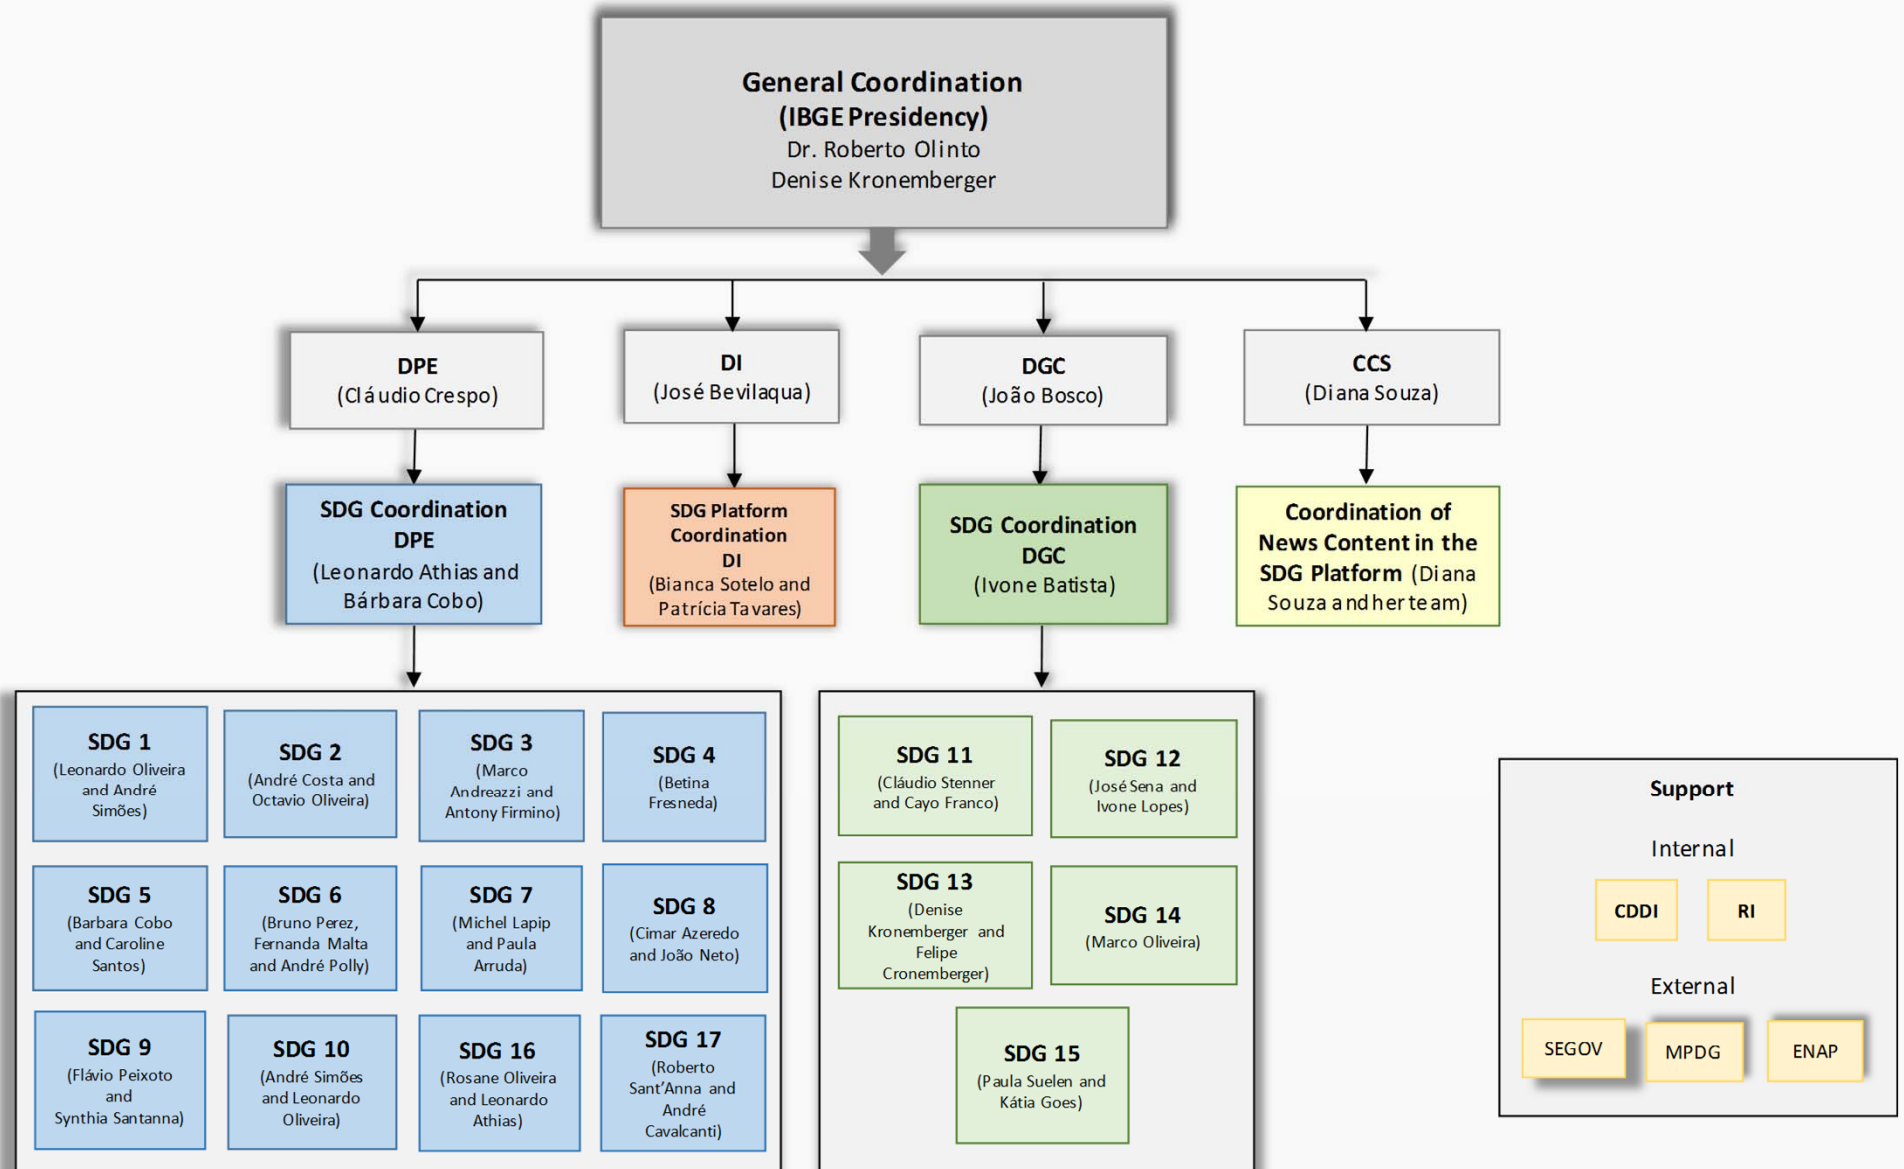 General Coordination
(IBGE Presidency)
Dr. Roberto Olinto
Denise Kronemberger
DPE
(Cláudio Crespo)
DI
(José Bevilaqua)
DGC
(João Bosco)
CCS
(Diana Souza)
SDG Coordination
DPE
(Leonardo Athias and
Bárbara Cobo)
SDG Platform
Coordination
DI
(Bianca Sotelo and
Patrícia Tavares)
SDG Coordination
DGC
(Ivone Batista)
Coordination of
News Content in the
SDG Platform (Diana
Souza and her team)
SDG 1
(Leonardo Oliveira
and André
Simões)
SDG 2
(André Costa and
Octavio Oliveira)
SDG 3
(Marco
Andreazzi and
Antony Firmino)
SDG 4
(Betina
Fresneda)
SDG 5
(Barbara Cobo
and Caroline
Santos)
SDG 6
(Bruno Perez,
Fernanda Malta
and André Polly)
SDG 7
(Michel Lapip
and Paula
Arruda)
SDG 8
(Cimar Azeredo
and João Neto)
SDG 9
(Flávio Peixoto
and
Synthia Santanna)
SDG 10
(André Simões
and Leonardo
Oliveira)
SDG 16
(Rosane Oliveira
and Leonardo
Athias)
SDG 17
(Roberto
Sant’Anna and
André
Cavalcanti)
SDG 11
(Cláudio Stenner
and Cayo Franco)
SDG 12
(José Sena and
Ivone Lopes)
SDG 13
(Denise
Kronemberger and
Felipe
Cronemberger)
SDG 14
(Marco Oliveira)
SDG 15
(Paula Suelen and
Kátia Goes)
Support
Internal
CDDI
RI
External
SEGOV
MPDG
ENAP